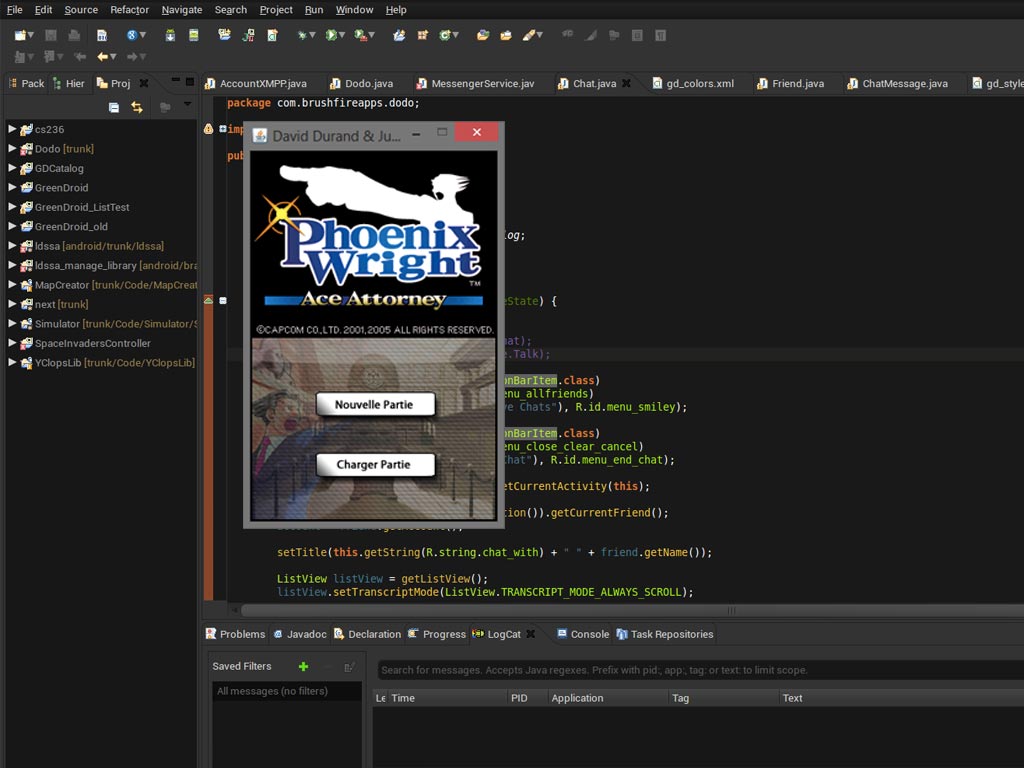 File Edit Source Refactor Navigate Search Project Run Window Help
Pack Hier Proj
AccountXMPP.java Dodo.java MessengerService.jav Chat.java gd_colors.xml Friend.java ChatMessage.java gd_style
cs236
Dodo [trunk]
GDCatalog
GreenDroid
GreenDroid_ListTest
GreenDroid_old
ldssa [android/trunk/ldssa]
ldssa_manage_library [android/bra
MapCreator [trunk/Code/MapCreat
next [trunk]
Simulator [trunk/Code/Simulator/S
SpaceInvadersController
YClopsLib [trunk/Code/YClopsLib]
package com.brushfireapps.dodo;
imp
pub
David Durand & Ju...
Phoenix
Wright™
Ace Attorney
©CAPCOM CO.,LTD. 2001,2005 ALL RIGHTS RESERVED.
Nouvelle Partie
Charger Partie
log;
eState) {
hat);
e.Talk);
onBarItem.class)
enu_allfriends)
ve Chats"), R.id.menu_smiley);
onBarItem.class)
enu_close_clear_cancel)
Chat"), R.id.menu_end_chat);
etCurrentActivity(this);
tion()).getCurrentFriend();
setTitle(this.getString(R.string.chat_with) + " " + friend.getName());
ListView listView = getListView();
listView.setTranscriptMode(ListView.TRANSCRIPT_MODE_ALWAYS_SCROLL);
Problems Javadoc Declaration Progress LogCat Console Task Repositories
Saved Filters
All messages (no filters)
Search for messages. Accepts Java regexes. Prefix with pid:, app:, tag: or text: to limit scope.
Le Time PID Application Tag Text